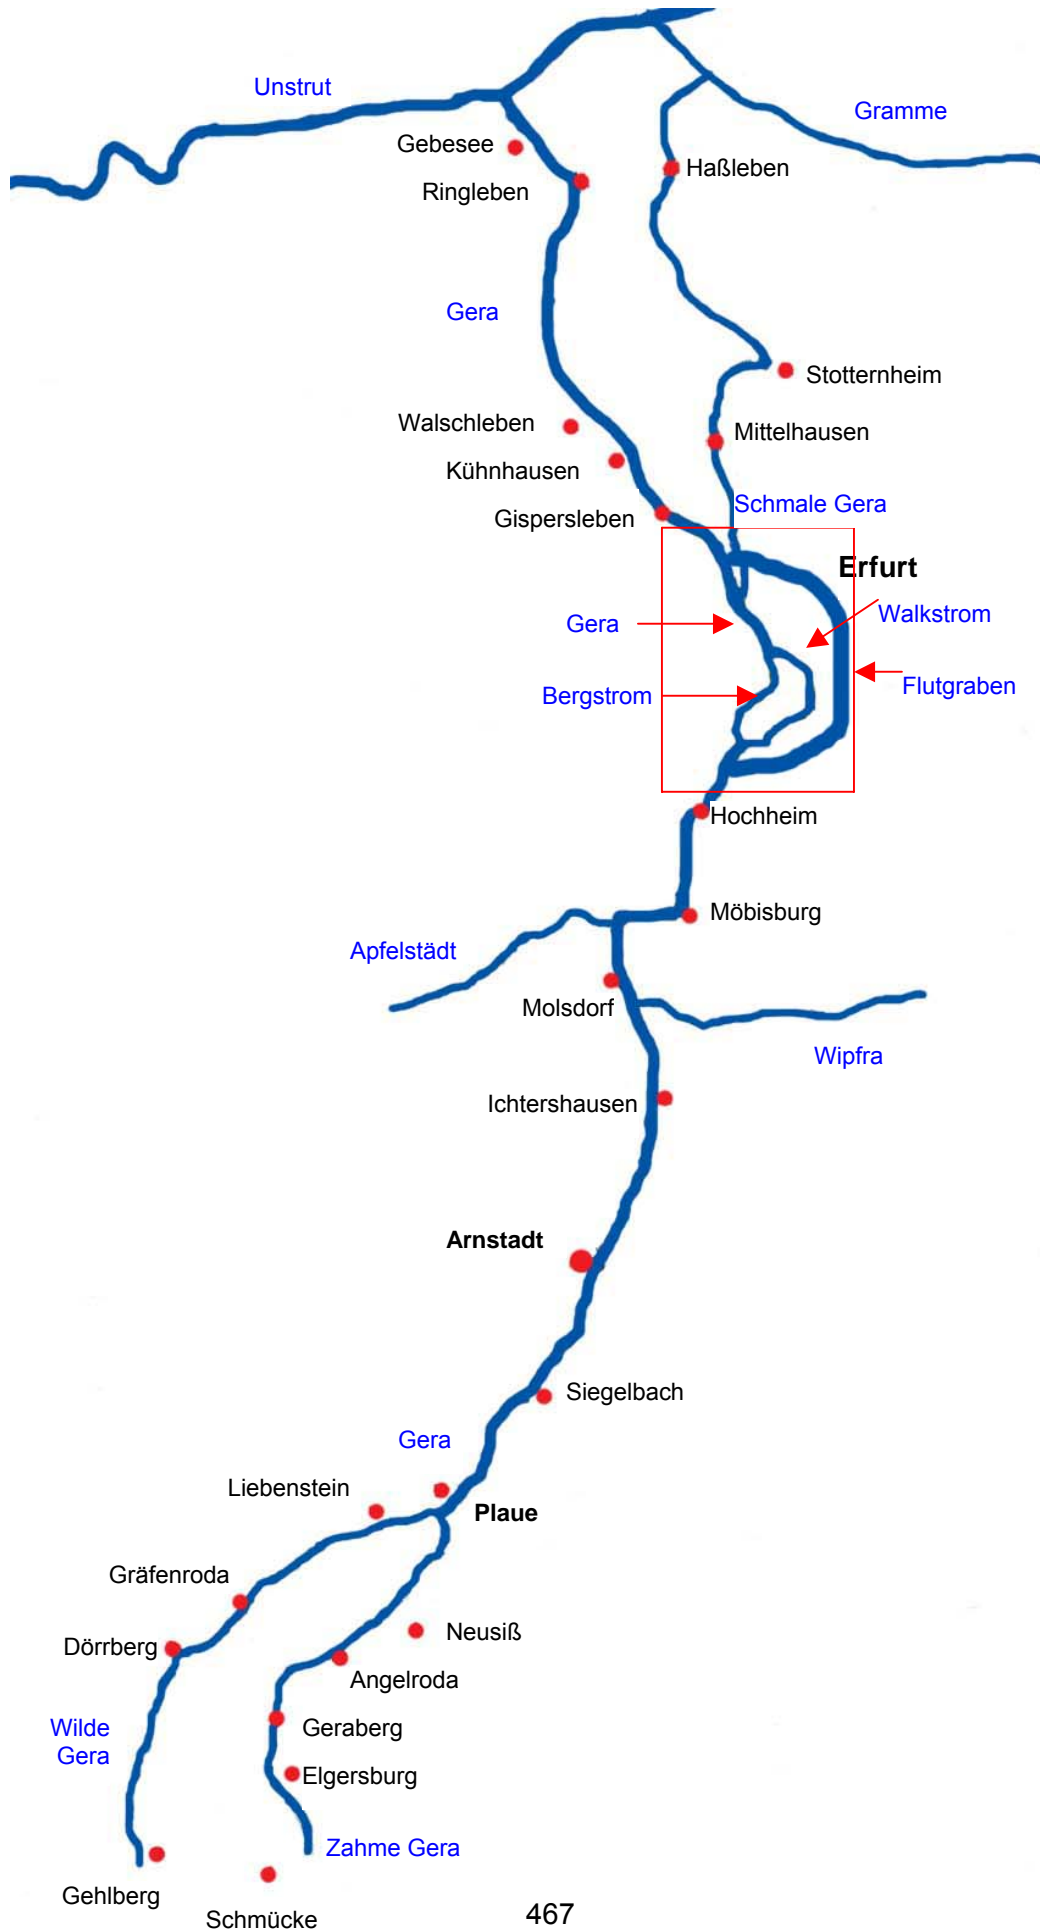 Unstrut
Gramme
Gebesee
Haßleben
Ringleben
Gera
Stotternheim
Walschleben
Mittelhausen
Kühnhausen
Schmale Gera
Gispersleben
Erfurt
Walkstrom
Gera
Flutgraben
Bergstrom
Hochheim
Möbisburg
Apfelstädt
Molsdorf
Wipfra
Ichtershausen
Arnstadt
Siegelbach
Gera
Liebenstein
Plaue
Gräfenroda
Neusiß
Dörrberg
Angelroda
Wilde
Gera
Geraberg
Elgersburg
Zahme Gera
Gehlberg
Schmücke
467